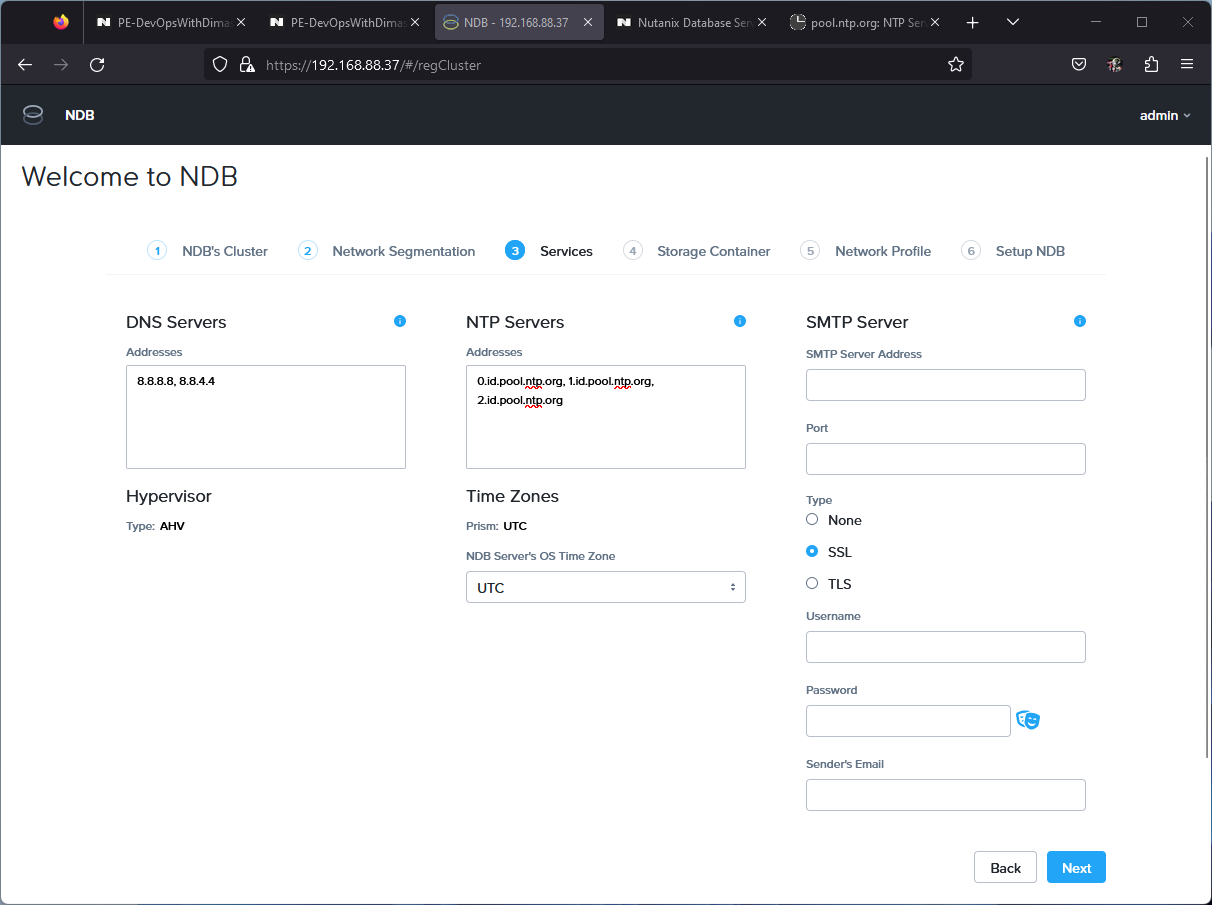 PE-DevOpsWithDimas
PE-DevOpsWithDimas
NDB - 192.168.88.37
Nutanix Database Serv
pool.ntp.org: NTP Serv
https://192.168.88.37/#/regCluster
NDB
admin
Welcome to NDB
1 NDB's Cluster
2 Network Segmentation
3 Services
4 Storage Container
5 Network Profile
6 Setup NDB
DNS Servers
Addresses
8.8.8.8, 8.8.4.4
Hypervisor
Type: AHV
NTP Servers
Addresses
0.id.pool.ntp.org, 1.id.pool.ntp.org,
2.id.pool.ntp.org
Time Zones
Prism: UTC
NDB Server's OS Time Zone
UTC
SMTP Server
SMTP Server Address
Port
Type
None
SSL
TLS
Username
Password
Sender's Email
Back
Next